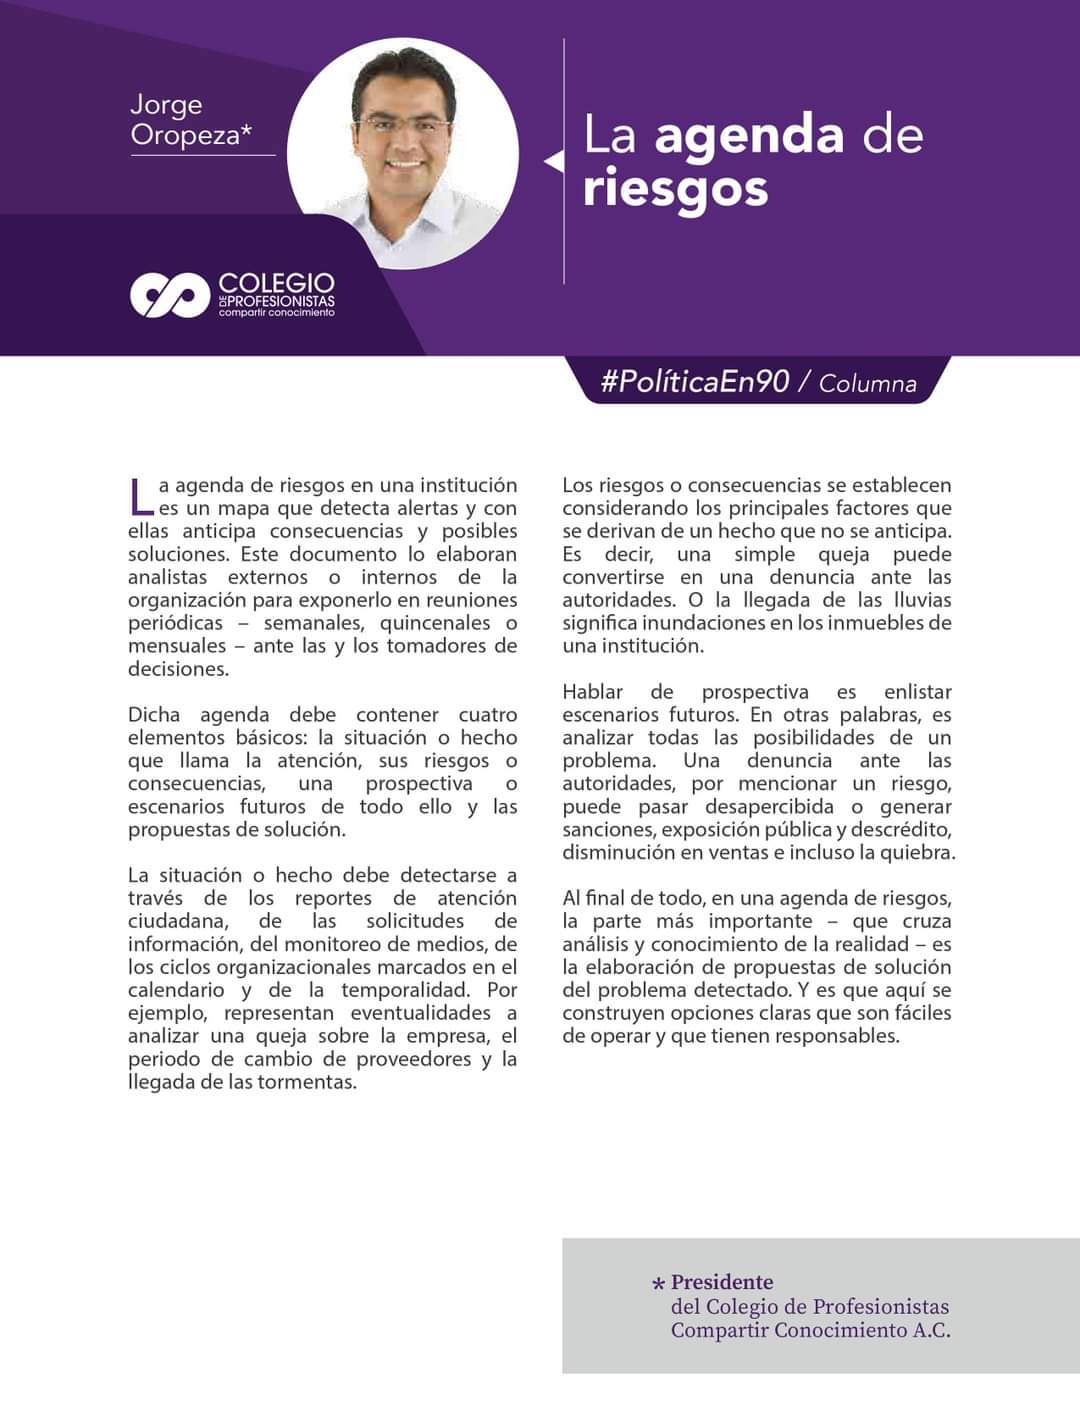 Jorge
Oropeza*
La agenda de
riesgos
COLEGIO
DE PROFESIONISTAS
compartir conocimiento
#PolíticaEn90 / Columna
La agenda de riesgos en una institución
es un mapa que detecta alertas y con
ellas anticipa consecuencias y posibles
soluciones. Este documento lo elaboran
analistas externos o internos de la
organización para exponerlo en reuniones
periódicas – semanales, quincenales o
mensuales – ante las y los tomadores de
decisiones.
Dicha agenda debe contener cuatro
elementos básicos: la situación o hecho
que llama la atención, sus riesgos o
consecuencias, una prospectiva o
escenarios futuros de todo ello y las
propuestas de solución.
La situación o hecho debe detectarse a
través de los reportes de atención
ciudadana, de las solicitudes de
información, del monitoreo de medios, de
los ciclos organizacionales marcados en el
calendario y de la temporalidad. Por
ejemplo, representan eventualidades a
analizar una queja sobre la empresa, el
periodo de cambio de proveedores y la
llegada de las tormentas.
Los riesgos o consecuencias se establecen
considerando los principales factores que
se derivan de un hecho que no se anticipa.
Es decir, una simple queja puede
convertirse en una denuncia ante las
autoridades. O la llegada de las lluvias
significa inundaciones en los inmuebles de
una institución.
Hablar de prospectiva es enlistar
escenarios futuros. En otras palabras, es
analizar todas las posibilidades de un
problema. Una denuncia ante las
autoridades, por mencionar un riesgo,
puede pasar desapercibida o generar
sanciones, exposición pública y descrédito,
disminución en ventas e incluso la quiebra.
Al final de todo, en una agenda de riesgos,
la parte más importante – que cruza
análisis y conocimiento de la realidad – es
la elaboración de propuestas de solución
del problema detectado. Y es que aquí se
construyen opciones claras que son fáciles
de operar y que tienen responsables.
* Presidente
del Colegio de Profesionistas
Compartir Conocimiento A.C.